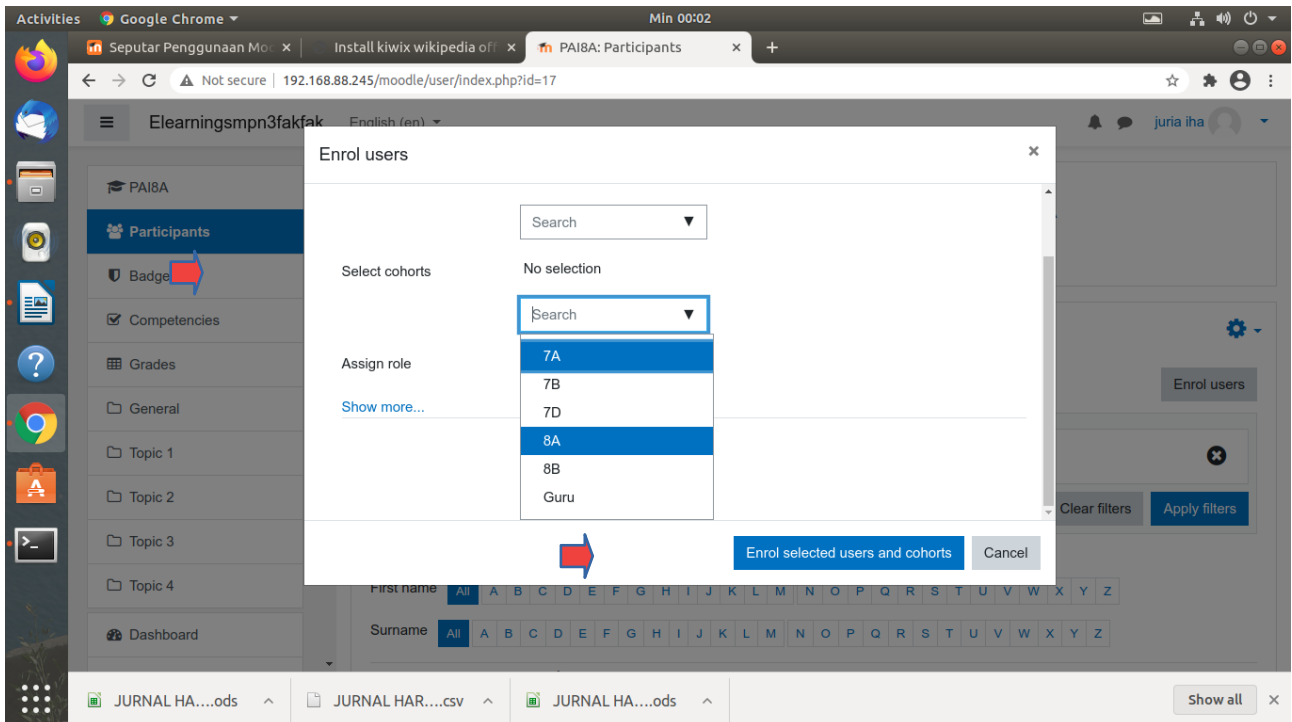 Activities Google Chrome Min 00:02
Seputar Penggunaan Moo Install kiwix wikipedia off PAI8A: Participants
Not secure 192.168.88.245/moodle/user/index.php?id=17
Elearningsmpn3fakfak English (en) juria iha
Enrol users
PAI8A
Participants
Badge
Competencies
Grades
General
Topic 1
Topic 2
Topic 3
Topic 4
Dashboard
Search
Select cohorts No selection
Search
7A
7B
7D
8A
8B
Guru
Assign role
Show more...
Enrol selected users and cohorts Cancel
Enrol users
Clear filters Apply filters
First name All A B C D E F G H I J K L M N O P Q R S T U V W X Y Z
Surname All A B C D E F G H I J K L M N O P Q R S T U V W X Y Z
JURNAL HA....ods JURNAL HAR....csv JURNAL HA....ods Show all